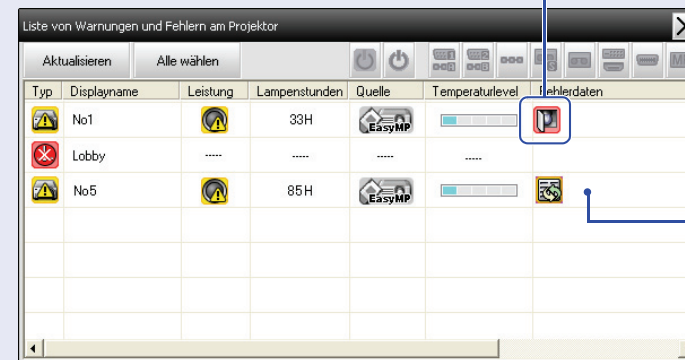 Liste von Warnungen und Fehlern am Projektor
Aktualisieren Alle wählen
Typ Displayname Leistung Lampenstunden Quelle Temperaturlevel Fehlerdaten
No1 33H EasyMP
Lobby ----- ----- ----- -----
No5 85H EasyMP